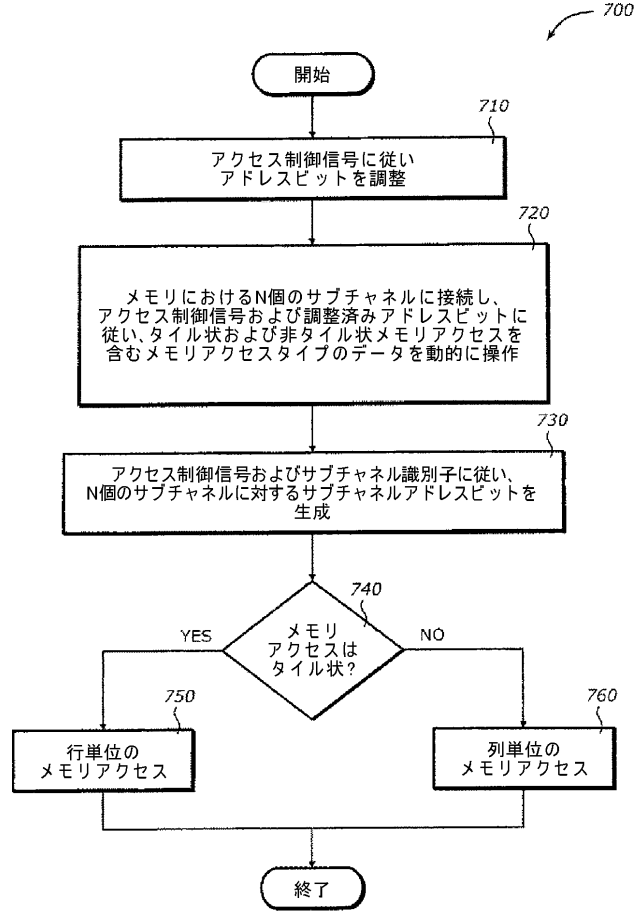 700
開始
710
アクセス制御信号に従い
アドレスビットを調整
720
メモリにおけるN個のサブチャネルに接続し、
アクセス制御信号および調整済みアドレスビットに
従い、タイル状および非タイル状メモリアクセスを
含むメモリアクセスタイプのデータを動的に操作
730
アクセス制御信号およびサブチャネル識別子に従い、
N個のサブチャネルに対するサブチャネルアドレスビットを
生成
740
メモリ
アクセスは
タイル状?
YES
NO
750
行単位の
メモリアクセス
760
列単位の
メモリアクセス
終了